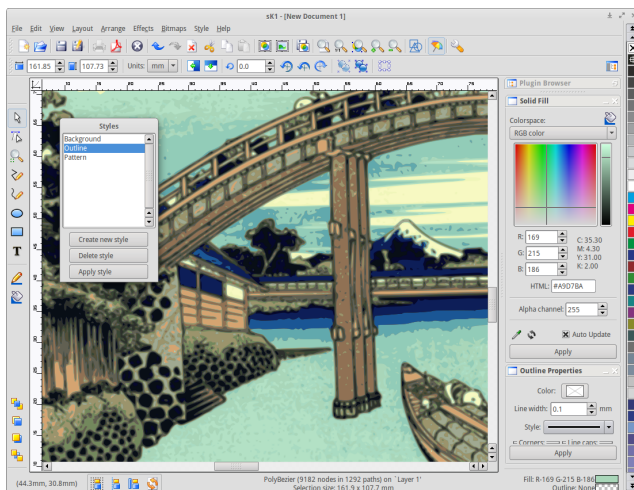 sK1 - [New Document 1]
File Edit View Layout Arrange Effects Bitmaps Style Help
161.85 107.73 Units: mm 0.0
Plugin Browser
Solid Fill
Colorspace:
RGB color
R: 169
G: 215
B: 186
C: 35.30
M: 4.30
Y: 31.00
K: 2.00
HTML: #A9D7BA
Alpha channel: 255
Auto Update
Apply
Outline Properties
Color:
Line width: 0.1 mm
Style:
Corners: Line caps:
Apply
Styles
Background
Outline
Pattern
Create new style
Delete style
Apply style
T
(44.3mm, 30.8mm)
PolyBezier (9182 nodes in 1292 paths) on `Layer 1'
Selection size: 161.9 x 107.7 mm
Fill: R-169 G-215 B-186
Outline: None